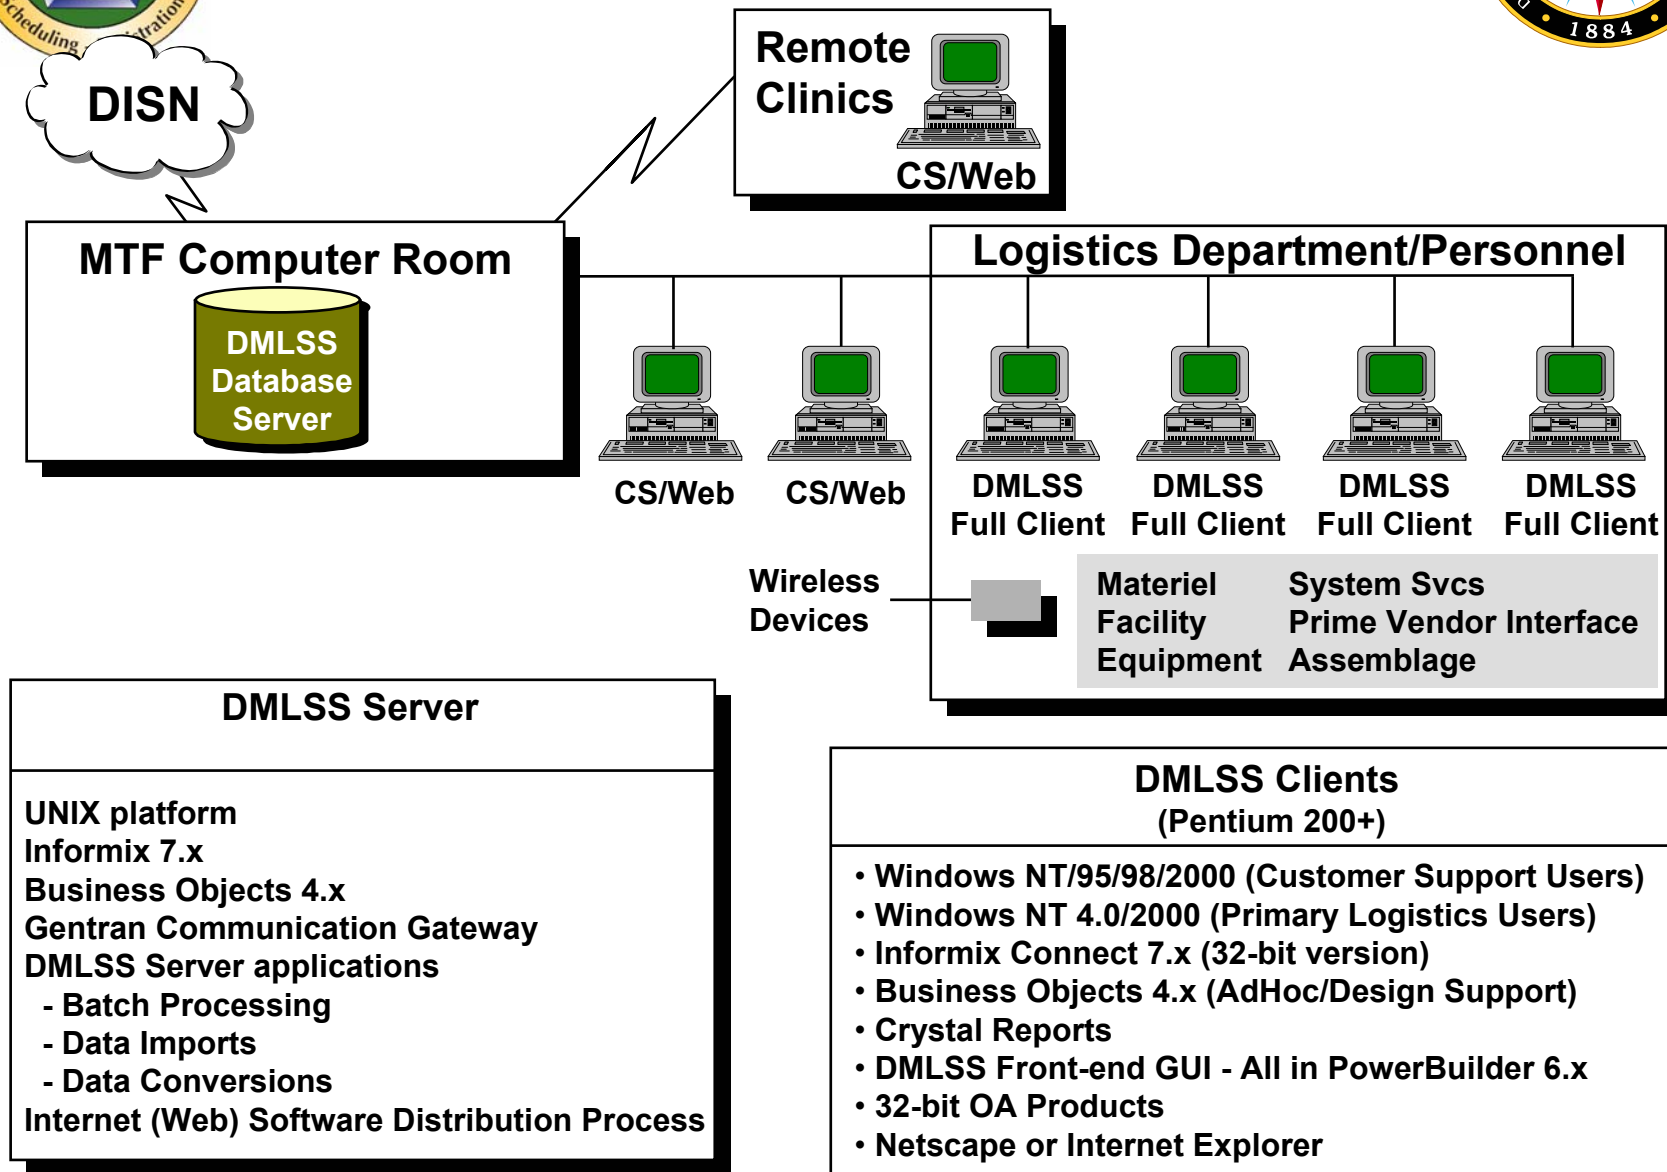 Scheduling
1884
DISN
Remote
Clinics
CS/Web
MTF Computer Room
DMLSS
Database
Server
CS/Web
CS/Web
Logistics Department/Personnel
DMLSS
Full Client
DMLSS
Full Client
DMLSS
Full Client
DMLSS
Full Client
Wireless
Devices
Materiel System Svcs
Facility Prime Vendor Interface
Equipment Assemblage
DMLSS Server
UNIX platform
Informix 7.x
Business Objects 4.x
Gentran Communication Gateway
DMLSS Server applications
- Batch Processing
- Data Imports
- Data Conversions
Internet (Web) Software Distribution Process
DMLSS Clients
(Pentium 200+)
• Windows NT/95/98/2000 (Customer Support Users)
• Windows NT 4.0/2000 (Primary Logistics Users)
• Informix Connect 7.x (32-bit version)
• Business Objects 4.x (AdHoc/Design Support)
• Crystal Reports
• DMLSS Front-end GUI - All in PowerBuilder 6.x
• 32-bit OA Products
• Netscape or Internet Explorer